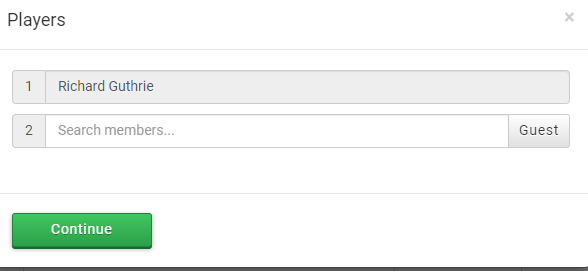 Players ×
1 Richard Guthrie
2 Search members... Guest
Continue